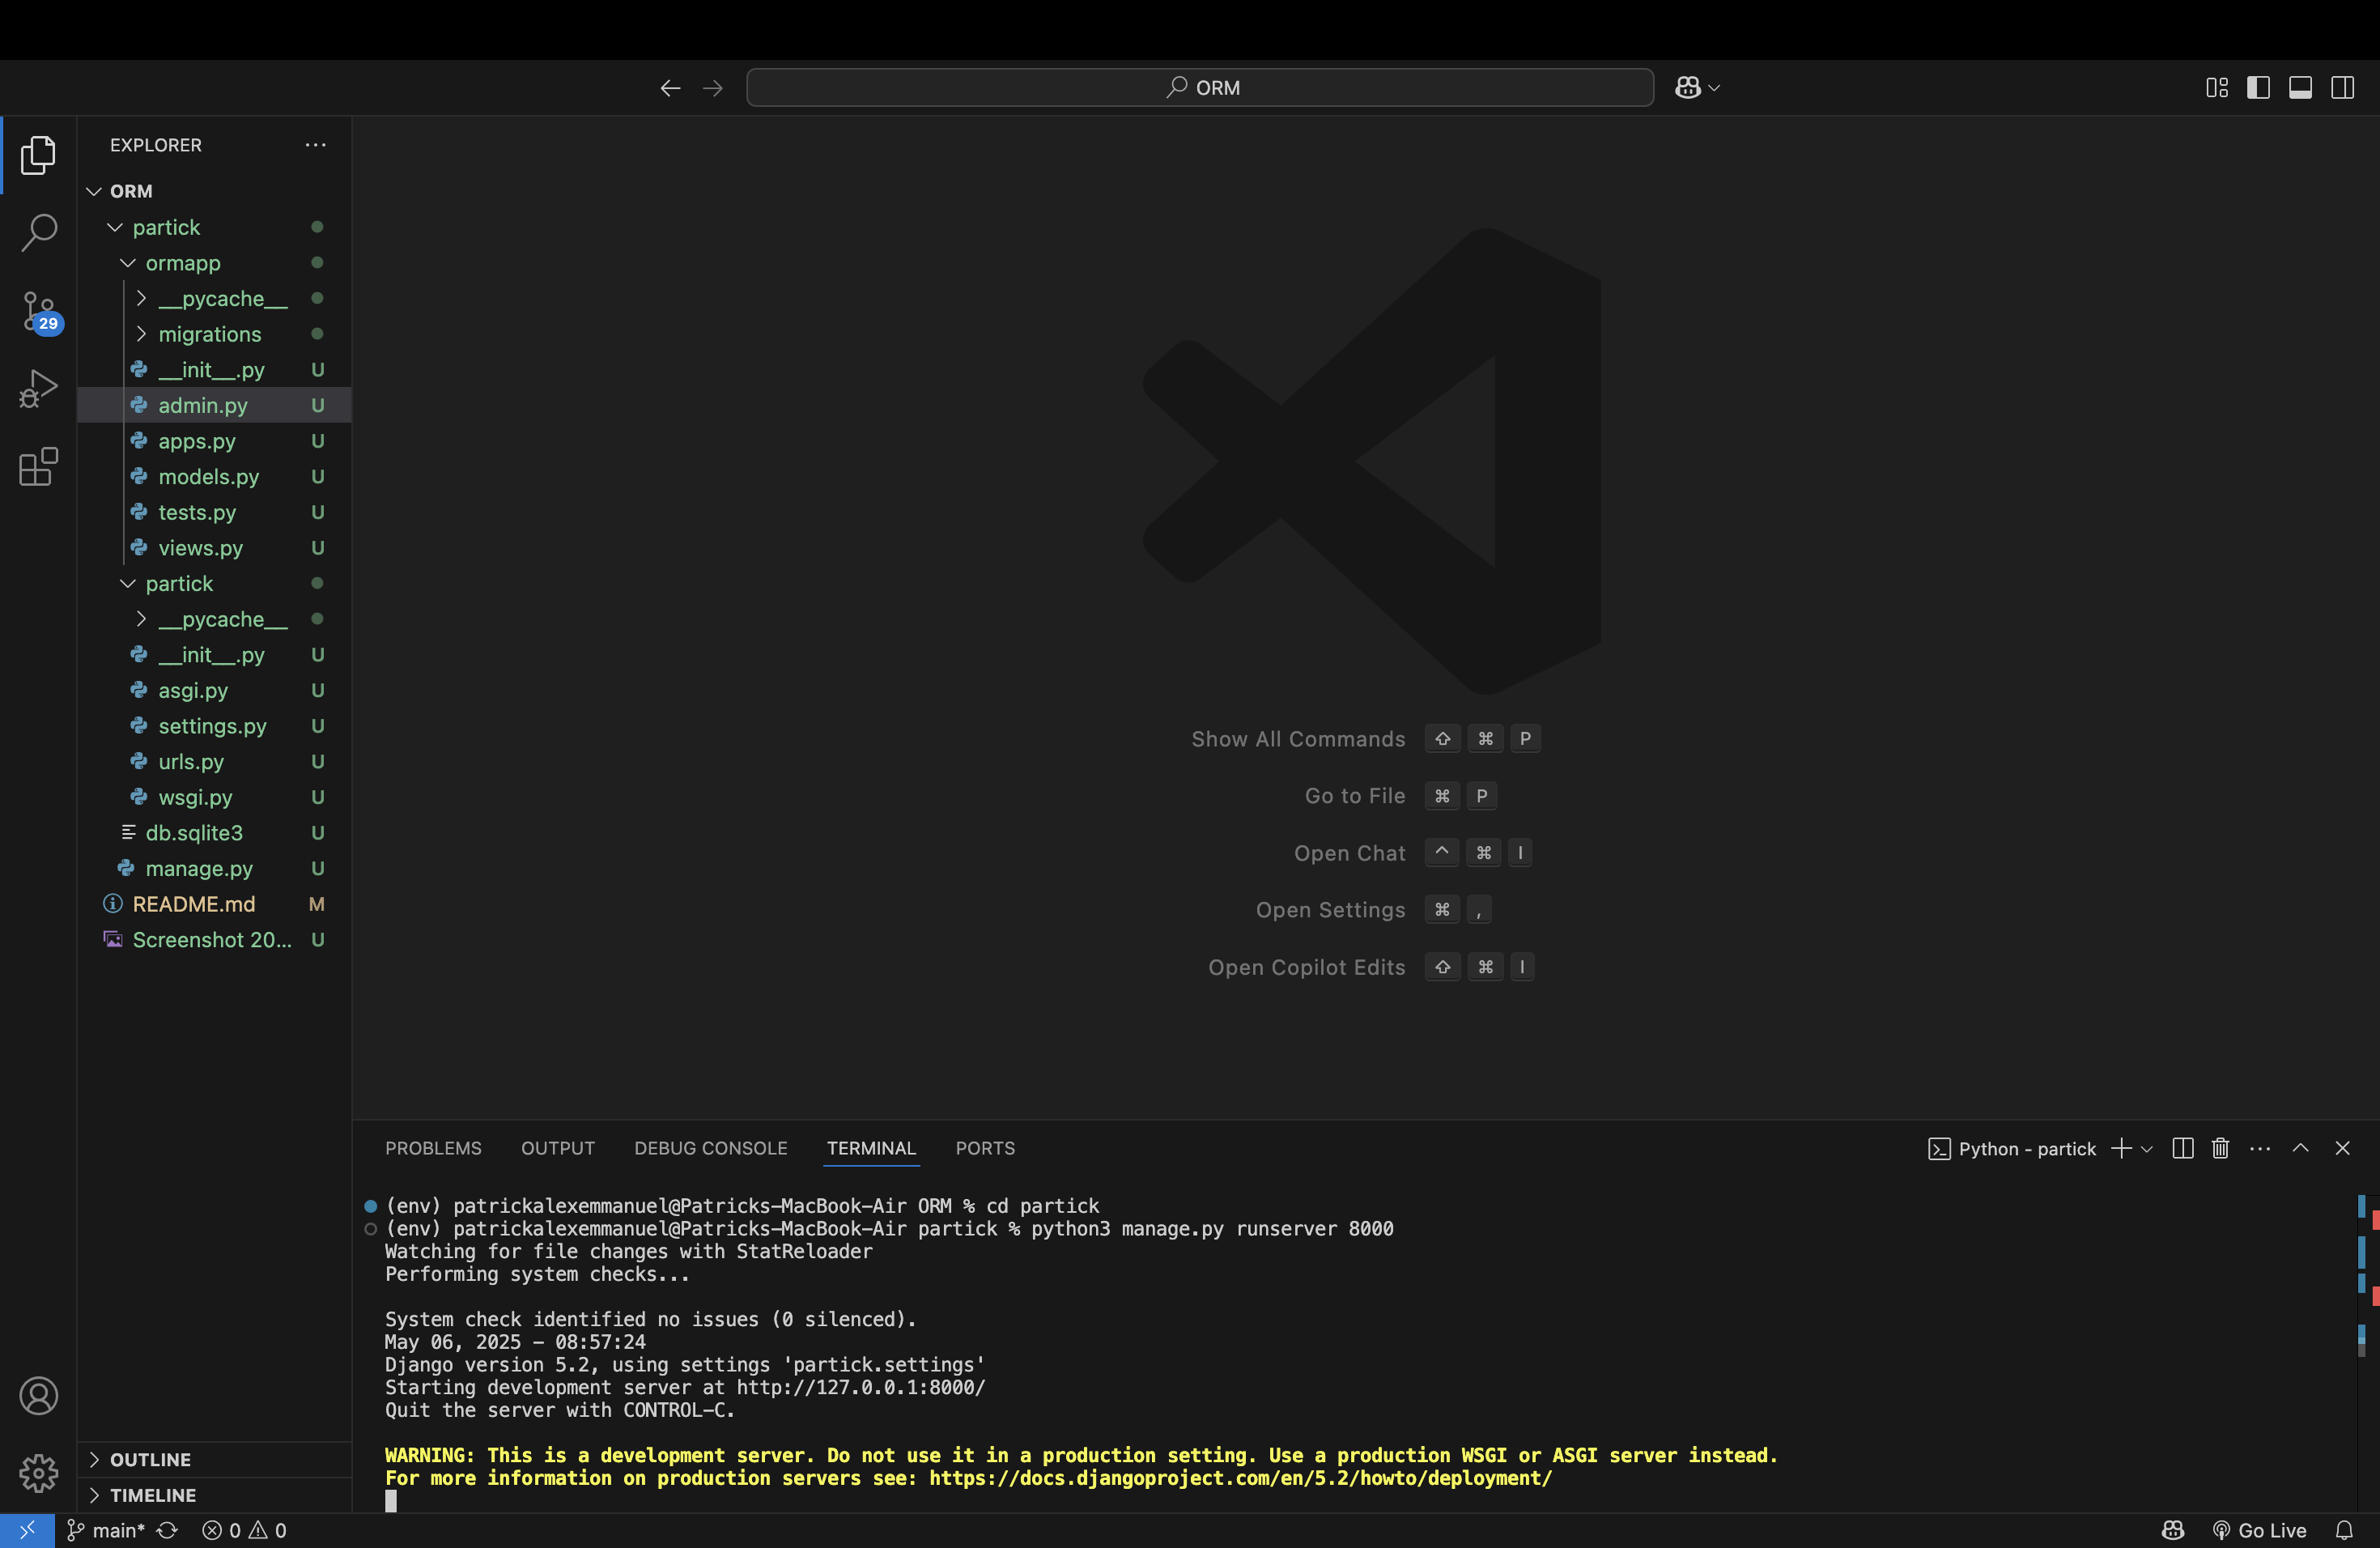 ORM
EXPLORER
ORM
partick
ormapp
__pycache__
migrations
__init__.py U
admin.py U
apps.py U
models.py U
tests.py U
views.py U
partick
__pycache__
__init__.py U
asgi.py U
settings.py U
urls.py U
wsgi.py U
db.sqlite3 U
manage.py U
README.md M
Screenshot 20... U
OUTLINE
TIMELINE
29
Show All Commands ⇧ ⌘ P
Go to File ⌘ P
Open Chat ^ ⌘ I
Open Settings ⌘ ,
Open Copilot Edits ⇧ ⌘ I
PROBLEMS OUTPUT DEBUG CONSOLE TERMINAL PORTS
Python - partick
(env) patrickalexemmanuel@Patricks-MacBook-Air ORM % cd partick
(env) patrickalexemmanuel@Patricks-MacBook-Air partick % python3 manage.py runserver 8000
Watching for file changes with StatReloader
Performing system checks...
System check identified no issues (0 silenced).
May 06, 2025 - 08:57:24
Django version 5.2, using settings 'partick.settings'
Starting development server at http://127.0.0.1:8000/
Quit the server with CONTROL-C.
WARNING: This is a development server. Do not use it in a production setting. Use a production WSGI or ASGI server instead.
For more information on production servers see: https://docs.djangoproject.com/en/5.2/howto/deployment/
main* 0 0 Go Live